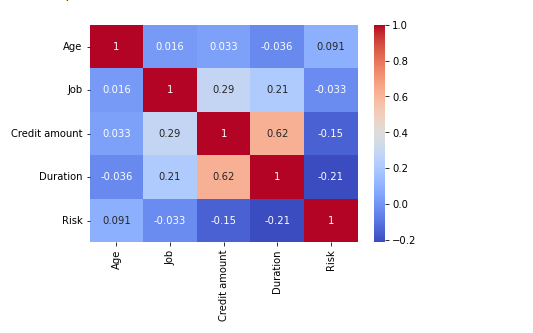 Age 1 0.016 0.033 -0.036 0.091
Job 0.016 1 0.29 0.21 -0.033
Credit amount 0.033 0.29 1 0.62 -0.15
Duration -0.036 0.21 0.62 1 -0.21
Risk 0.091 -0.033 -0.15 -0.21 1
Age Job Credit amount Duration Risk
1.0
0.8
0.6
0.4
0.2
0.0
-0.2